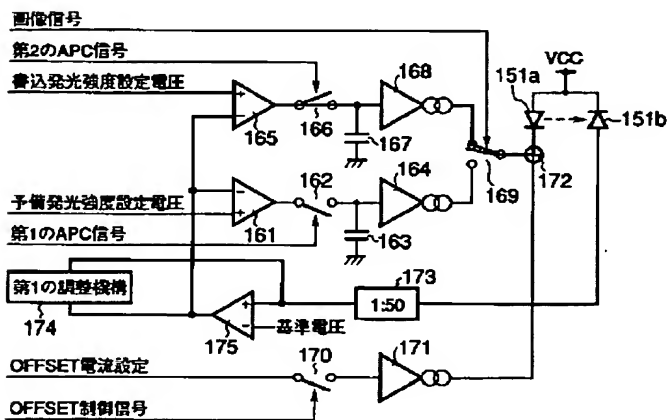 画像信号
第2のAPC信号
書込発光強度設定電圧
予備発光強度設定電圧
第1のAPC信号
第1の調整機構
174
OFFSET電流設定
OFFSET制御信号
165
166
167
168
161
162
163
164
169
VCC
151a
151b
172
173
1:50
175
基準電圧
170
171